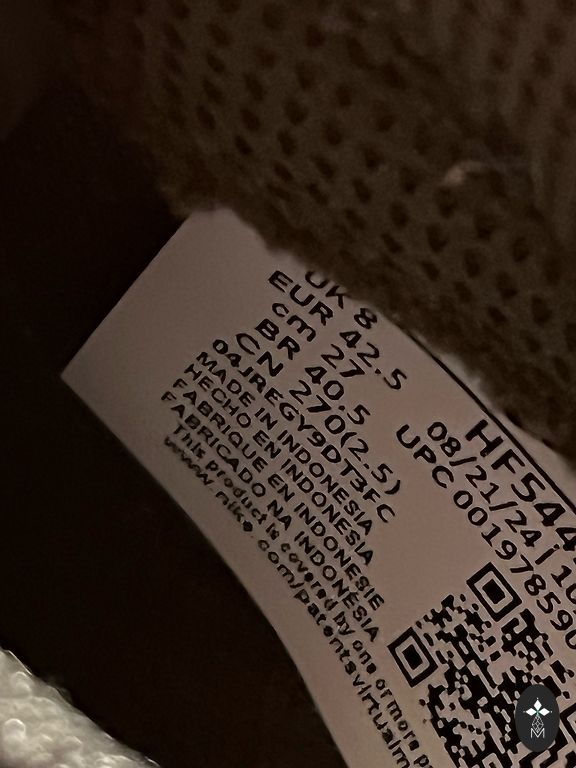 UK 8
EUR 42.5
cm 27
BR 40.5
CN 270(2.5)
04JREGY9DT3FC
MADE IN INDONESIA
HECHO EN INDONESIA
FABRIQUE EN INDONESIE
FABRICADO NA INDONÉSIA
This product is covered by one or more
www.nike.com/patentsvirtualm
HF544
08/21/24
UPC 001978590
M